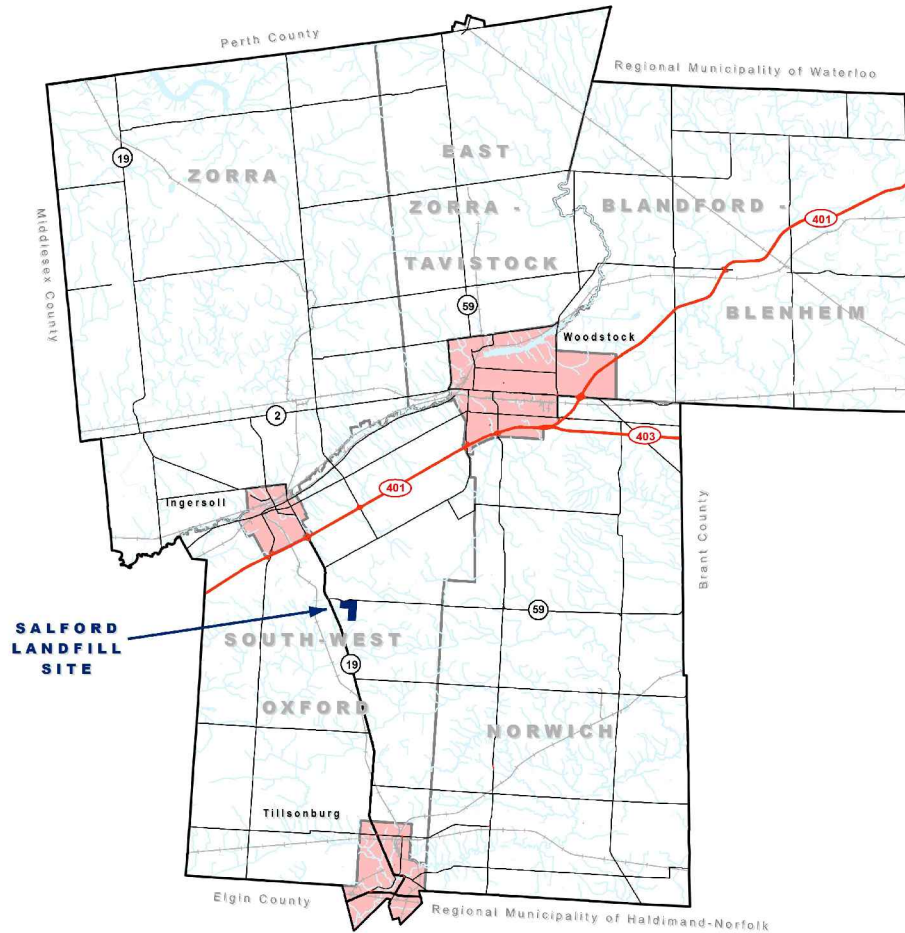 Perth County
Regional Municipality of Waterloo
19
ZORRA
EAST
ZORRA -
TAVISTOCK
BLANDFORD -
401
BLENHEIM
Middlesex County
59
Woodstock
2
403
401
Ingersoll
Brant County
59
SALFORD
LANDFILL
SITE
SOUTH-WEST
19
OXFORD
NORWICH
Tillsonburg
Elgin County
Regional Municipality of Haldimand-Norfolk